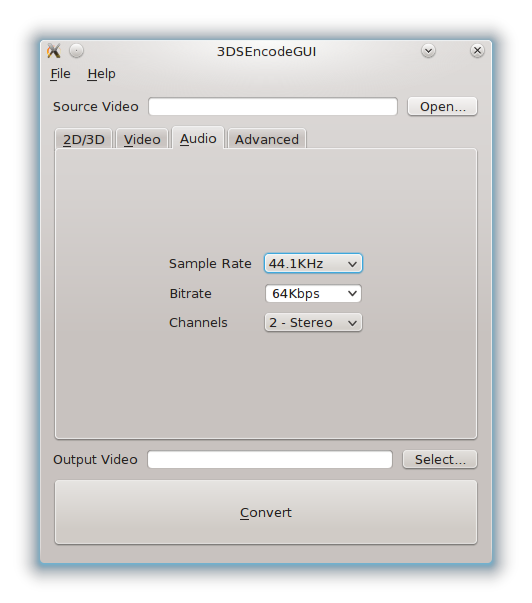 3DSEncodeGUI
File Help
Source Video Open...
2D/3D Video Audio Advanced
Sample Rate 44.1KHz
Bitrate 64Kbps
Channels 2 - Stereo
Output Video Select...
Convert